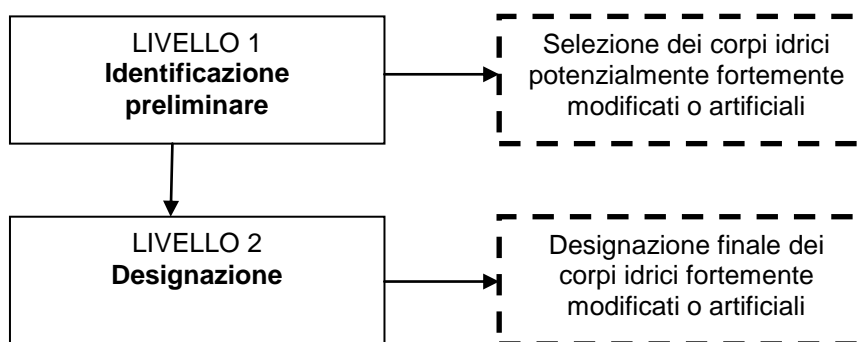 LIVELLO 1
Identificazione
preliminare
Selezione dei corpi idrici
potenzialmente fortemente
modificati o artificiali
LIVELLO 2
Designazione
Designazione finale dei
corpi idrici fortemente
modificati o artificiali